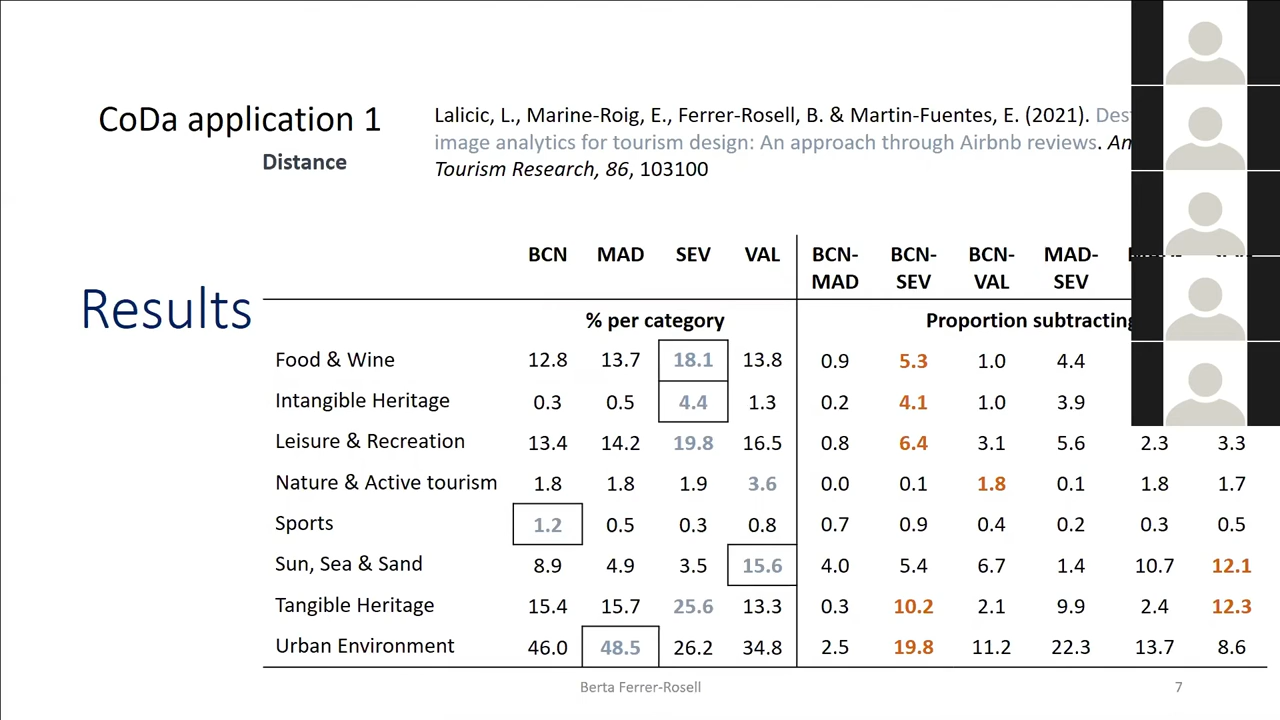 CoDa application 1
Distance
Lalicic, L., Marine-Roig, E., Ferrer-Rosell, B. & Martin-Fuentes, E. (2021).
image analytics for tourism design: An approach through Airbnb reviews.
Tourism Research, 86, 103100
Results
BCN MAD SEV VAL BCN-MAD BCN-SEV BCN-VAL MAD-SEV
% per category Proportion subtracting
Food & Wine 12.8 13.7 18.1 13.8 0.9 5.3 1.0 4.4
Intangible Heritage 0.3 0.5 4.4 1.3 0.2 4.1 1.0 3.9
Leisure & Recreation 13.4 14.2 19.8 16.5 0.8 6.4 3.1 5.6 2.3 3.3
Nature & Active tourism 1.8 1.8 1.9 3.6 0.0 0.1 1.8 0.1 1.8 1.7
Sports 1.2 0.5 0.3 0.8 0.7 0.9 0.4 0.2 0.3 0.5
Sun, Sea & Sand 8.9 4.9 3.5 15.6 4.0 5.4 6.7 1.4 10.7 12.1
Tangible Heritage 15.4 15.7 25.6 13.3 0.3 10.2 2.1 9.9 2.4 12.3
Urban Environment 46.0 48.5 26.2 34.8 2.5 19.8 11.2 22.3 13.7 8.6
Berta Ferrer-Rosell 7